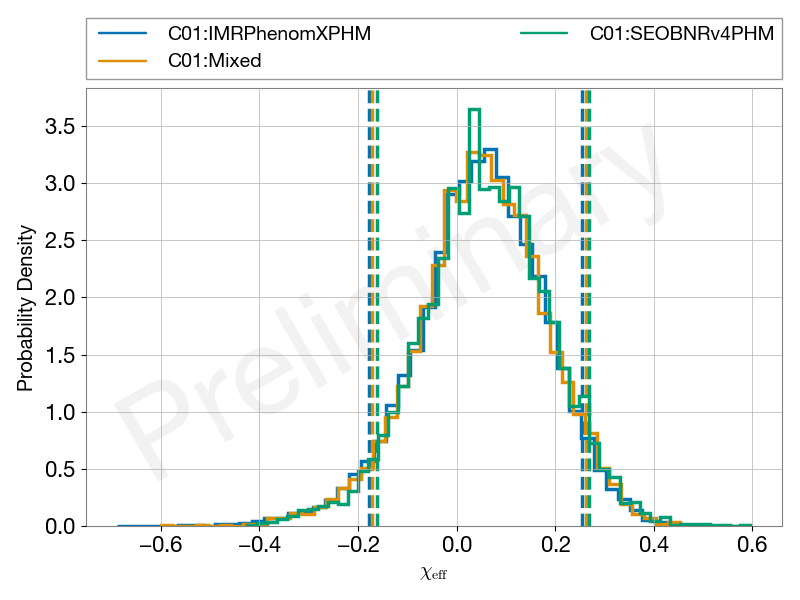 C01:IMRPhenomXPHM
C01:SEOBNRv4PHM
C01:Mixed
Preliminary
Probability Density
3.5
3.0
2.5
2.0
1.5
1.0
0.5
0.0
−0.6 −0.4 −0.2 0.0 0.2 0.4 0.6
χeff